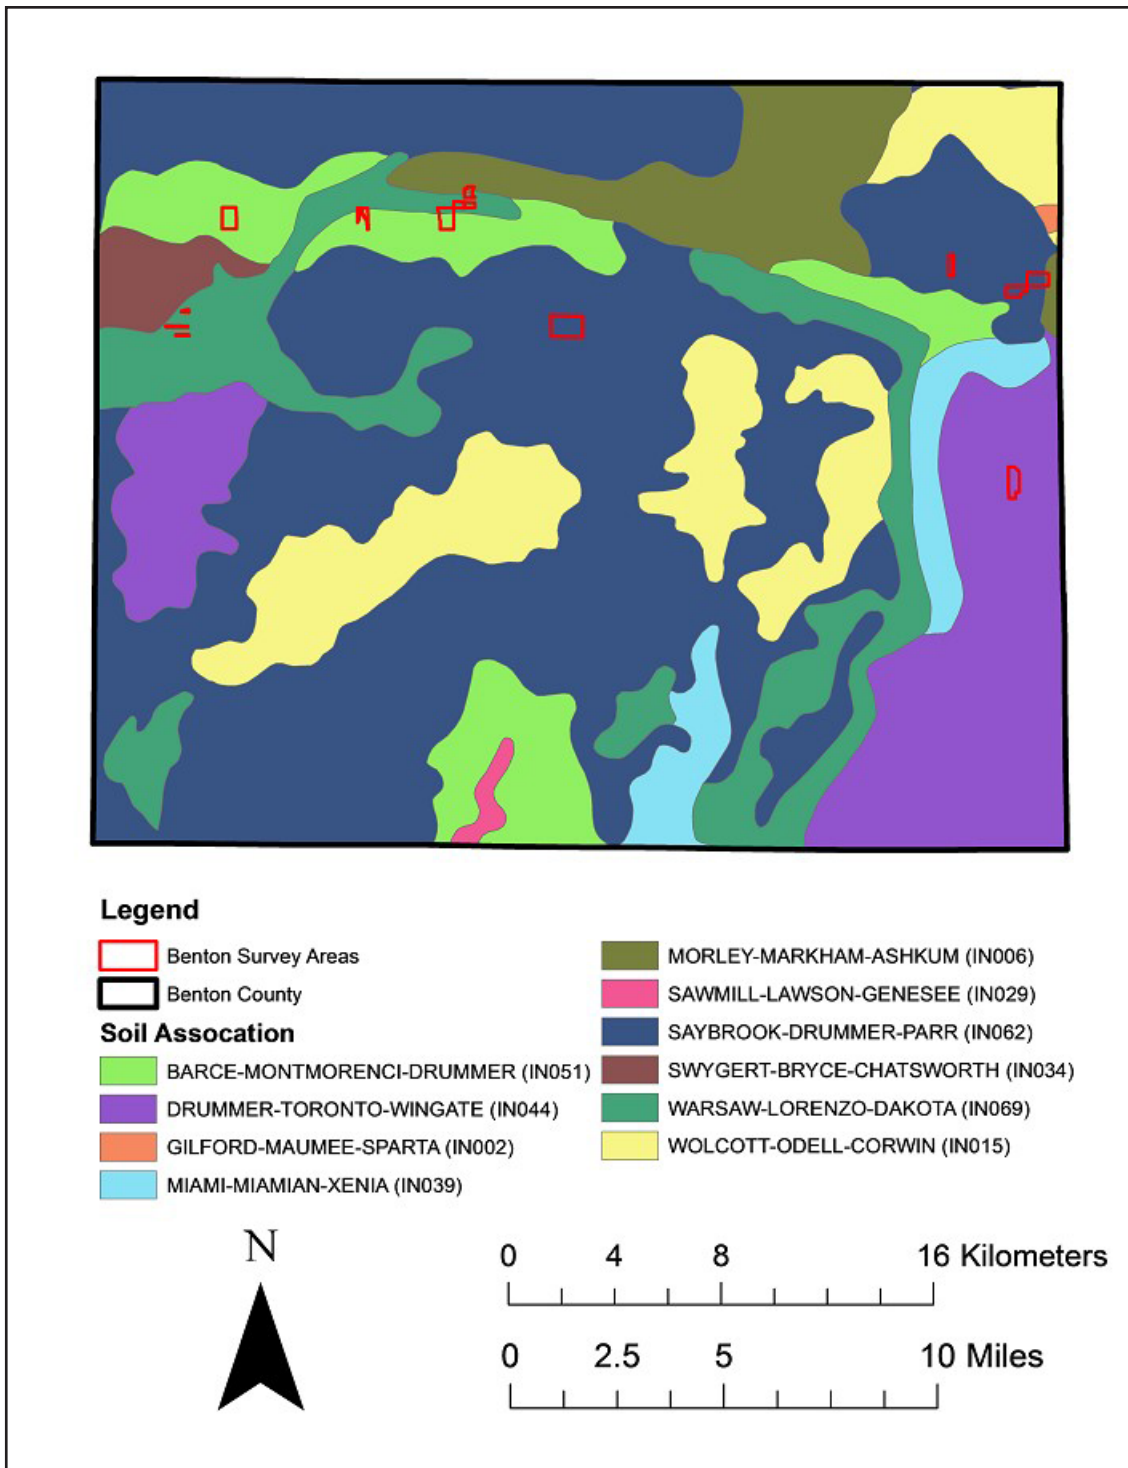 Legend
Benton Survey Areas
Benton County
Soil Assocation
BARCE-MONTMORENCI-DRUMMER (IN051)
DRUMMER-TORONTO-WINGATE (IN044)
GILFORD-MAUMEE-SPARTA (IN002)
MIAMI-MIAMIAN-XENIA (IN039)
MORLEY-MARKHAM-ASHKUM (IN006)
SAWMILL-LAWSON-GENESEE (IN029)
SAYBROOK-DRUMMER-PARR (IN062)
SWYGERT-BRYCE-CHATSWORTH (IN034)
WARSAW-LORENZO-DAKOTA (IN069)
WOLCOTT-ODELL-CORWIN (IN015)
N
0 4 8 16 Kilometers
0 2.5 5 10 Miles